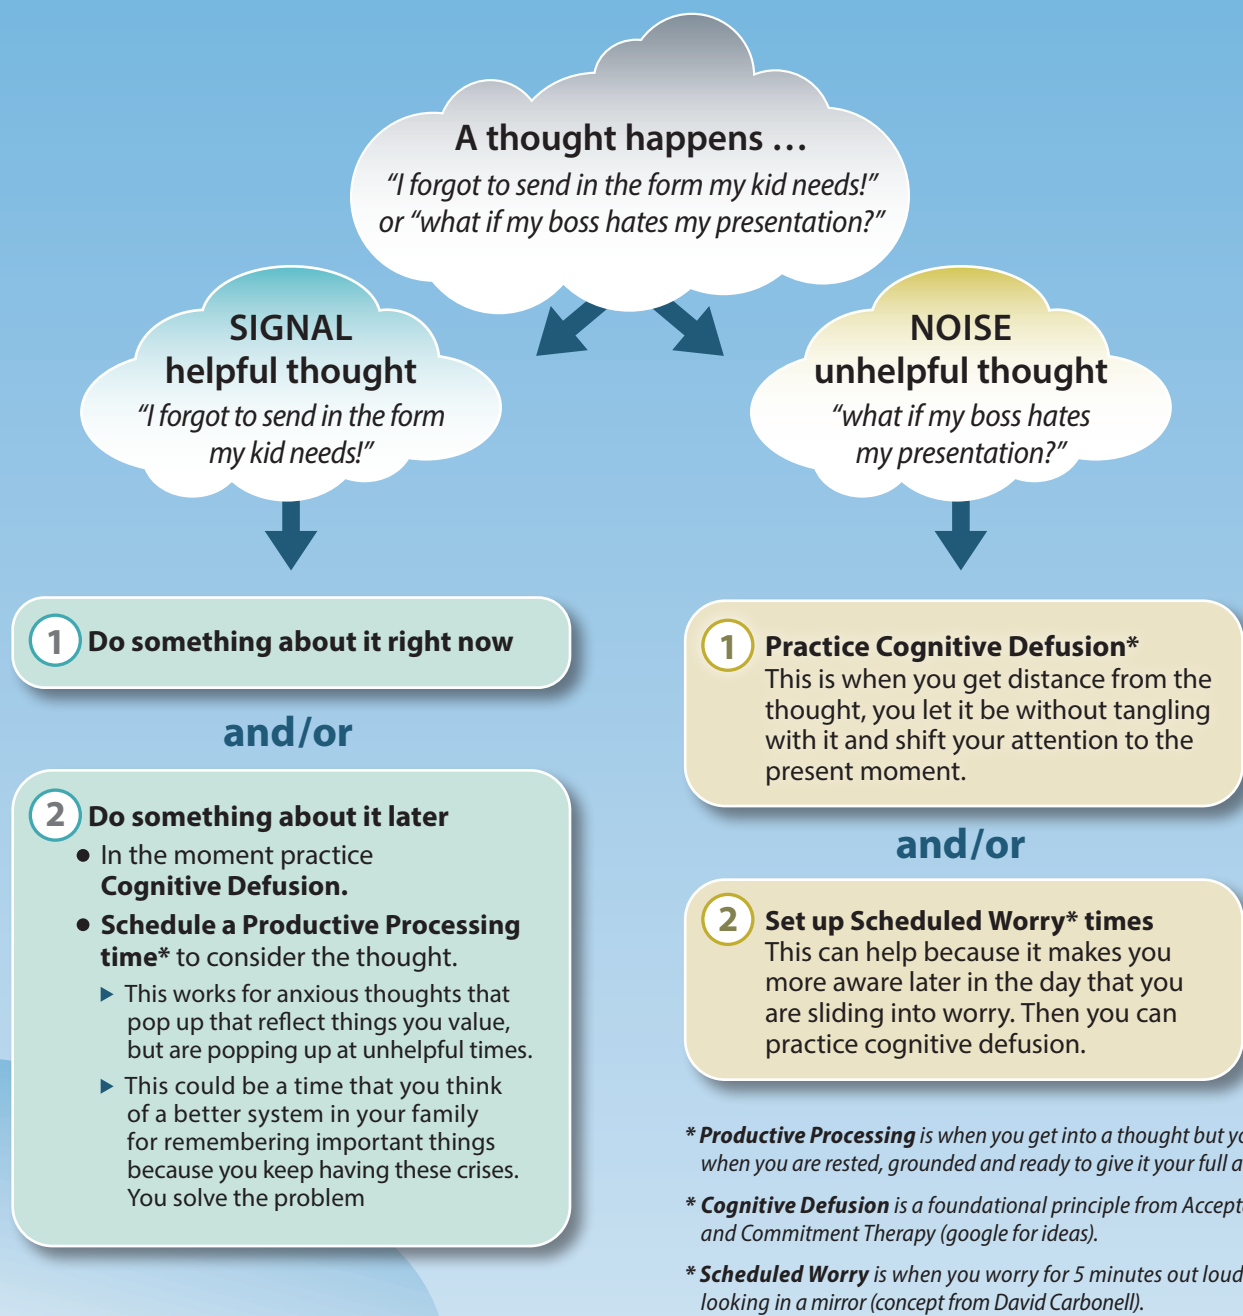 A thought happens …
“I forgot to send in the form my kid needs!”
or “what if my boss hates my presentation?”
SIGNAL
helpful thought
“I forgot to send in the form
my kid needs!”
NOISE
unhelpful thought
“what if my boss hates
my presentation?”
1 Do something about it right now
and/or
2 Do something about it later
● In the moment practice
Cognitive Defusion.
● Schedule a Productive Processing
time* to consider the thought.
▶ This works for anxious thoughts that
pop up that reflect things you value,
but are popping up at unhelpful times.
▶ This could be a time that you think
of a better system in your family
for remembering important things
because you keep having these crises.
You solve the problem
1 Practice Cognitive Defusion*
This is when you get distance from the
thought, you let it be without tangling
with it and shift your attention to the
present moment.
and/or
2 Set up Scheduled Worry* times
This can help because it makes you
more aware later in the day that you
are sliding into worry. Then you can
practice cognitive defusion.
* Productive Processing is when you get into a thought but
when you are rested, grounded and ready to give it your full
* Cognitive Defusion is a foundational principle from
and Commitment Therapy (google for ideas).
* Scheduled Worry is when you worry for 5 minutes out loud
looking in a mirror (concept from David Carbonell).